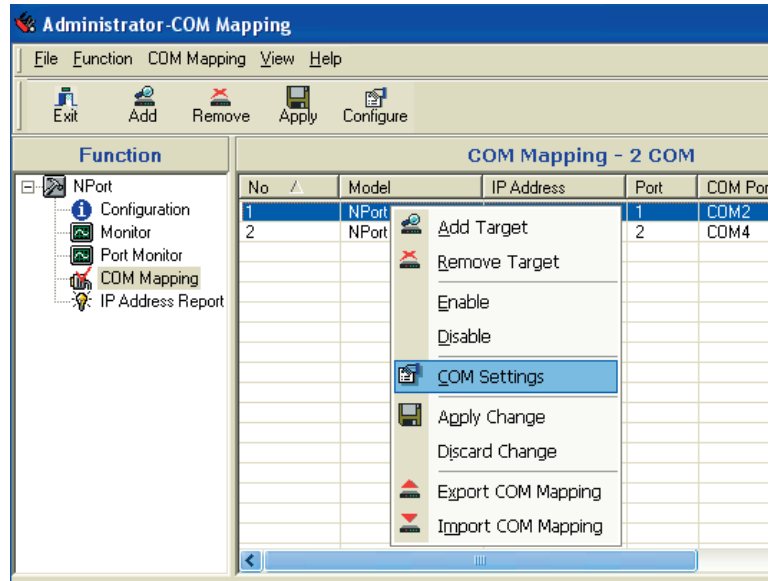 Administrator-COM Mapping
File Function COM Mapping View Help
Exit Add Remove Apply Configure
Function
COM Mapping - 2 COM
NPort
Configuration
Monitor
Port Monitor
COM Mapping
IP Address Report
No Model IP Address Port COM Por
1 NPort 1 COM2
2 NPort 2 COM4
Add Target
Remove Target
Enable
Disable
COM Settings
Apply Change
Discard Change
Export COM Mapping
Import COM Mapping